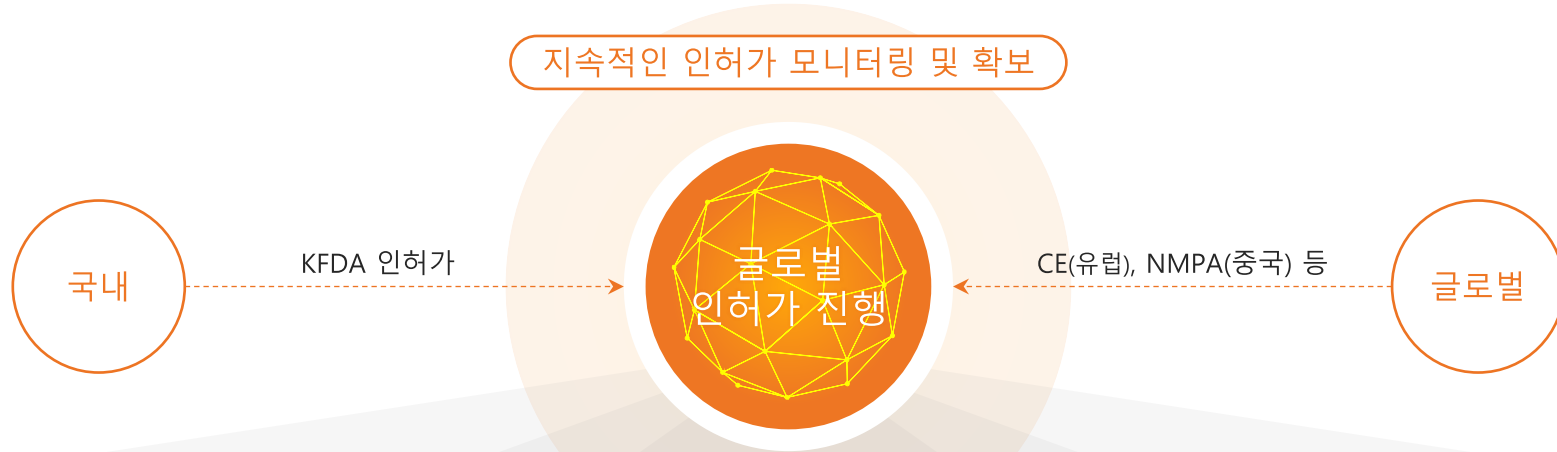 지속적인 인허가 모니터링 및 확보
국내
KFDA 인허가
글로벌
인허가 진행
CE(유럽), NMPA(중국) 등
글로벌